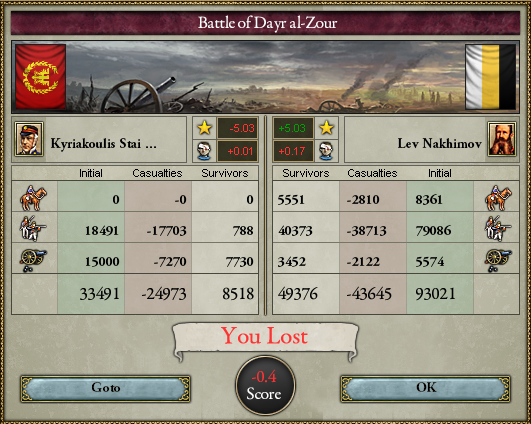 Battle of Dayr al-Zour
Kyriakoulis Stai ...
-5.03
+0.01
+5.03
+0.17
Lev Nakhimov
Initial Casualties Survivors Survivors Casualties Initial
0 -0 0 5551 -2810 8361
18491 -17703 788 40373 -38713 79086
15000 -7270 7730 3452 -2122 5574
33491 -24973 8518 49376 -43645 93021
You Lost
-0.4
Score
Goto
OK